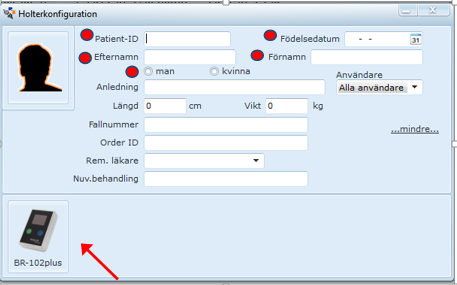 Holterkonfiguration
Patient-ID Födelsedatum - - 31
Efternamn Förnamn
man kvinna Användare
Anledning Alla användare
Längd 0 cm Vikt 0 kg
Fallnummer
Order ID ...mindre...
Rem. läkare
Nuv.behandling
BR-102plus